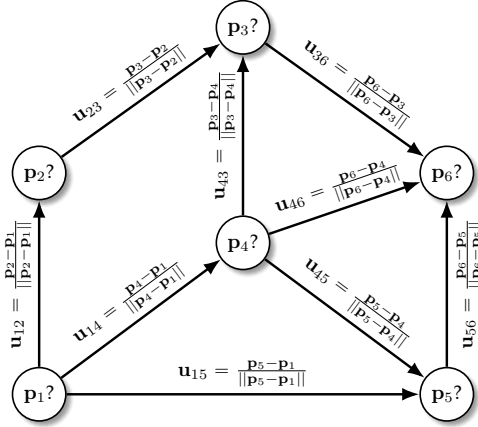 p₃?
u₂₃ = p₃−p₂ / ||p₃−p₂||
u₃₆ = p₆−p₃ / ||p₆−p₃||
u₄₃ = p₃−p₄ / ||p₃−p₄||
p₂?
p₆?
u₄₆ = p₆−p₄ / ||p₆−p₄||
p₄?
u₁₂ = p₂−p₁ / ||p₂−p₁||
u₁₄ = p₄−p₁ / ||p₄−p₁||
u₄₅ = p₅−p₄ / ||p₅−p₄||
u₅₆ = p₆−p₅ / ||p₆−p₅||
u₁₅ = p₅−p₁ / ||p₅−p₁||
p₁?
p₅?